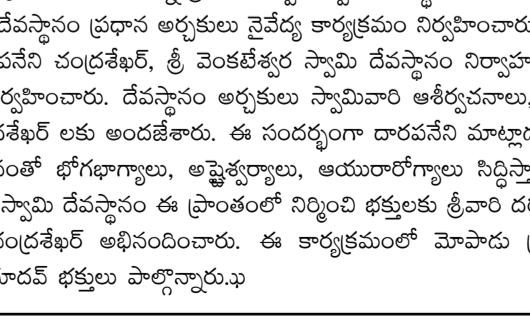 దేవస్థానం ప్రధాన అర్చకులు నైవేద్య కార్యక్రమం నిర్వహించారు
పనేని చంద్రశేఖర్, శ్రీ వెంకటేశ్వర స్వామి దేవస్థానం నిర్వాహ
ర్వహించారు. దేవస్థానం అర్చకులు స్వామివారి ఆశీర్వచనాలు,
దశేఖర్ లకు అందజేశారు. ఈ సందర్భంగా దారపనేని మాట్లాడ
నంతో భోగభాగ్యాలు, అష్టైశ్వర్యాలు, ఆయురారోగ్యాలు సిద్ధిస్తా
స్వామి దేవస్థానం ఈ ప్రాంతంలో నిర్మించి భక్తులకు శ్రీవారి దర
చంద్రశేఖర్ అభినందించారు. ఈ కార్యక్రమంలో మోపాడు
యాదవ్ భక్తులు పాల్గొన్నారు.ఖ